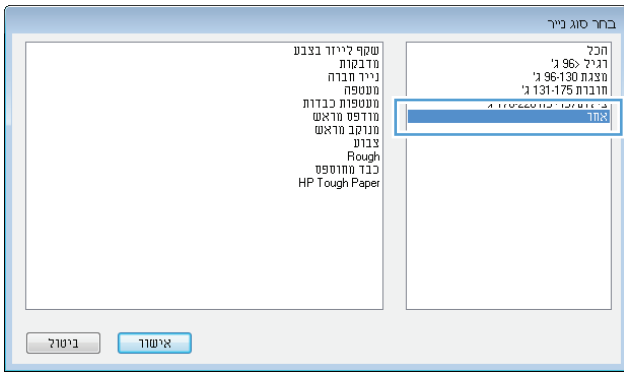 בחר סוג נייר
הכל
רגיל <96 ג'
מצגת 96-130 ג'
חוברת 131-175 ג'
אחר
שקף לייזר בצבע
מדבקות
נייר חברה
מעטפה
מעטפות כבדות
מודפס מראש
מנוקב מראש
צבוע
Rough
כבד מחוספס
HP Tough Paper
אישור
ביטול